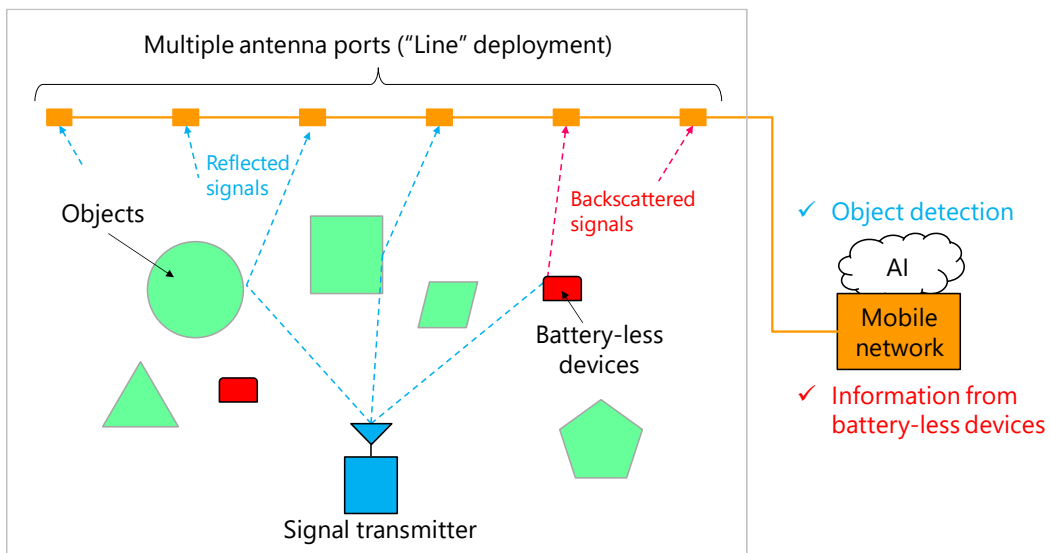 Multiple antenna ports (“Line” deployment)
Reflected
signals
Backscattered
signals
Objects
Battery-less
devices
Signal transmitter
✓ Object detection
AI
Mobile
network
✓ Information from
battery-less devices